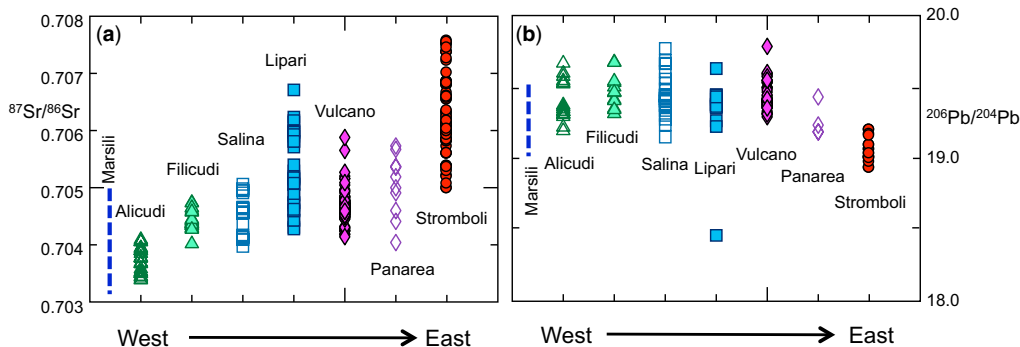 0.708
0.707
0.706
0.705
0.704
0.703
⁸⁷Sr/⁸⁶Sr
(a)
Marsili
Alicudi
Filicudi
Salina
Lipari
Vulcano
Panarea
Stromboli
West
East
(b)
Marsili
Alicudi
Filicudi
Salina
Lipari
Vulcano
Panarea
Stromboli
20.0
²⁰⁶Pb/²⁰⁴Pb
19.0
18.0
West
East